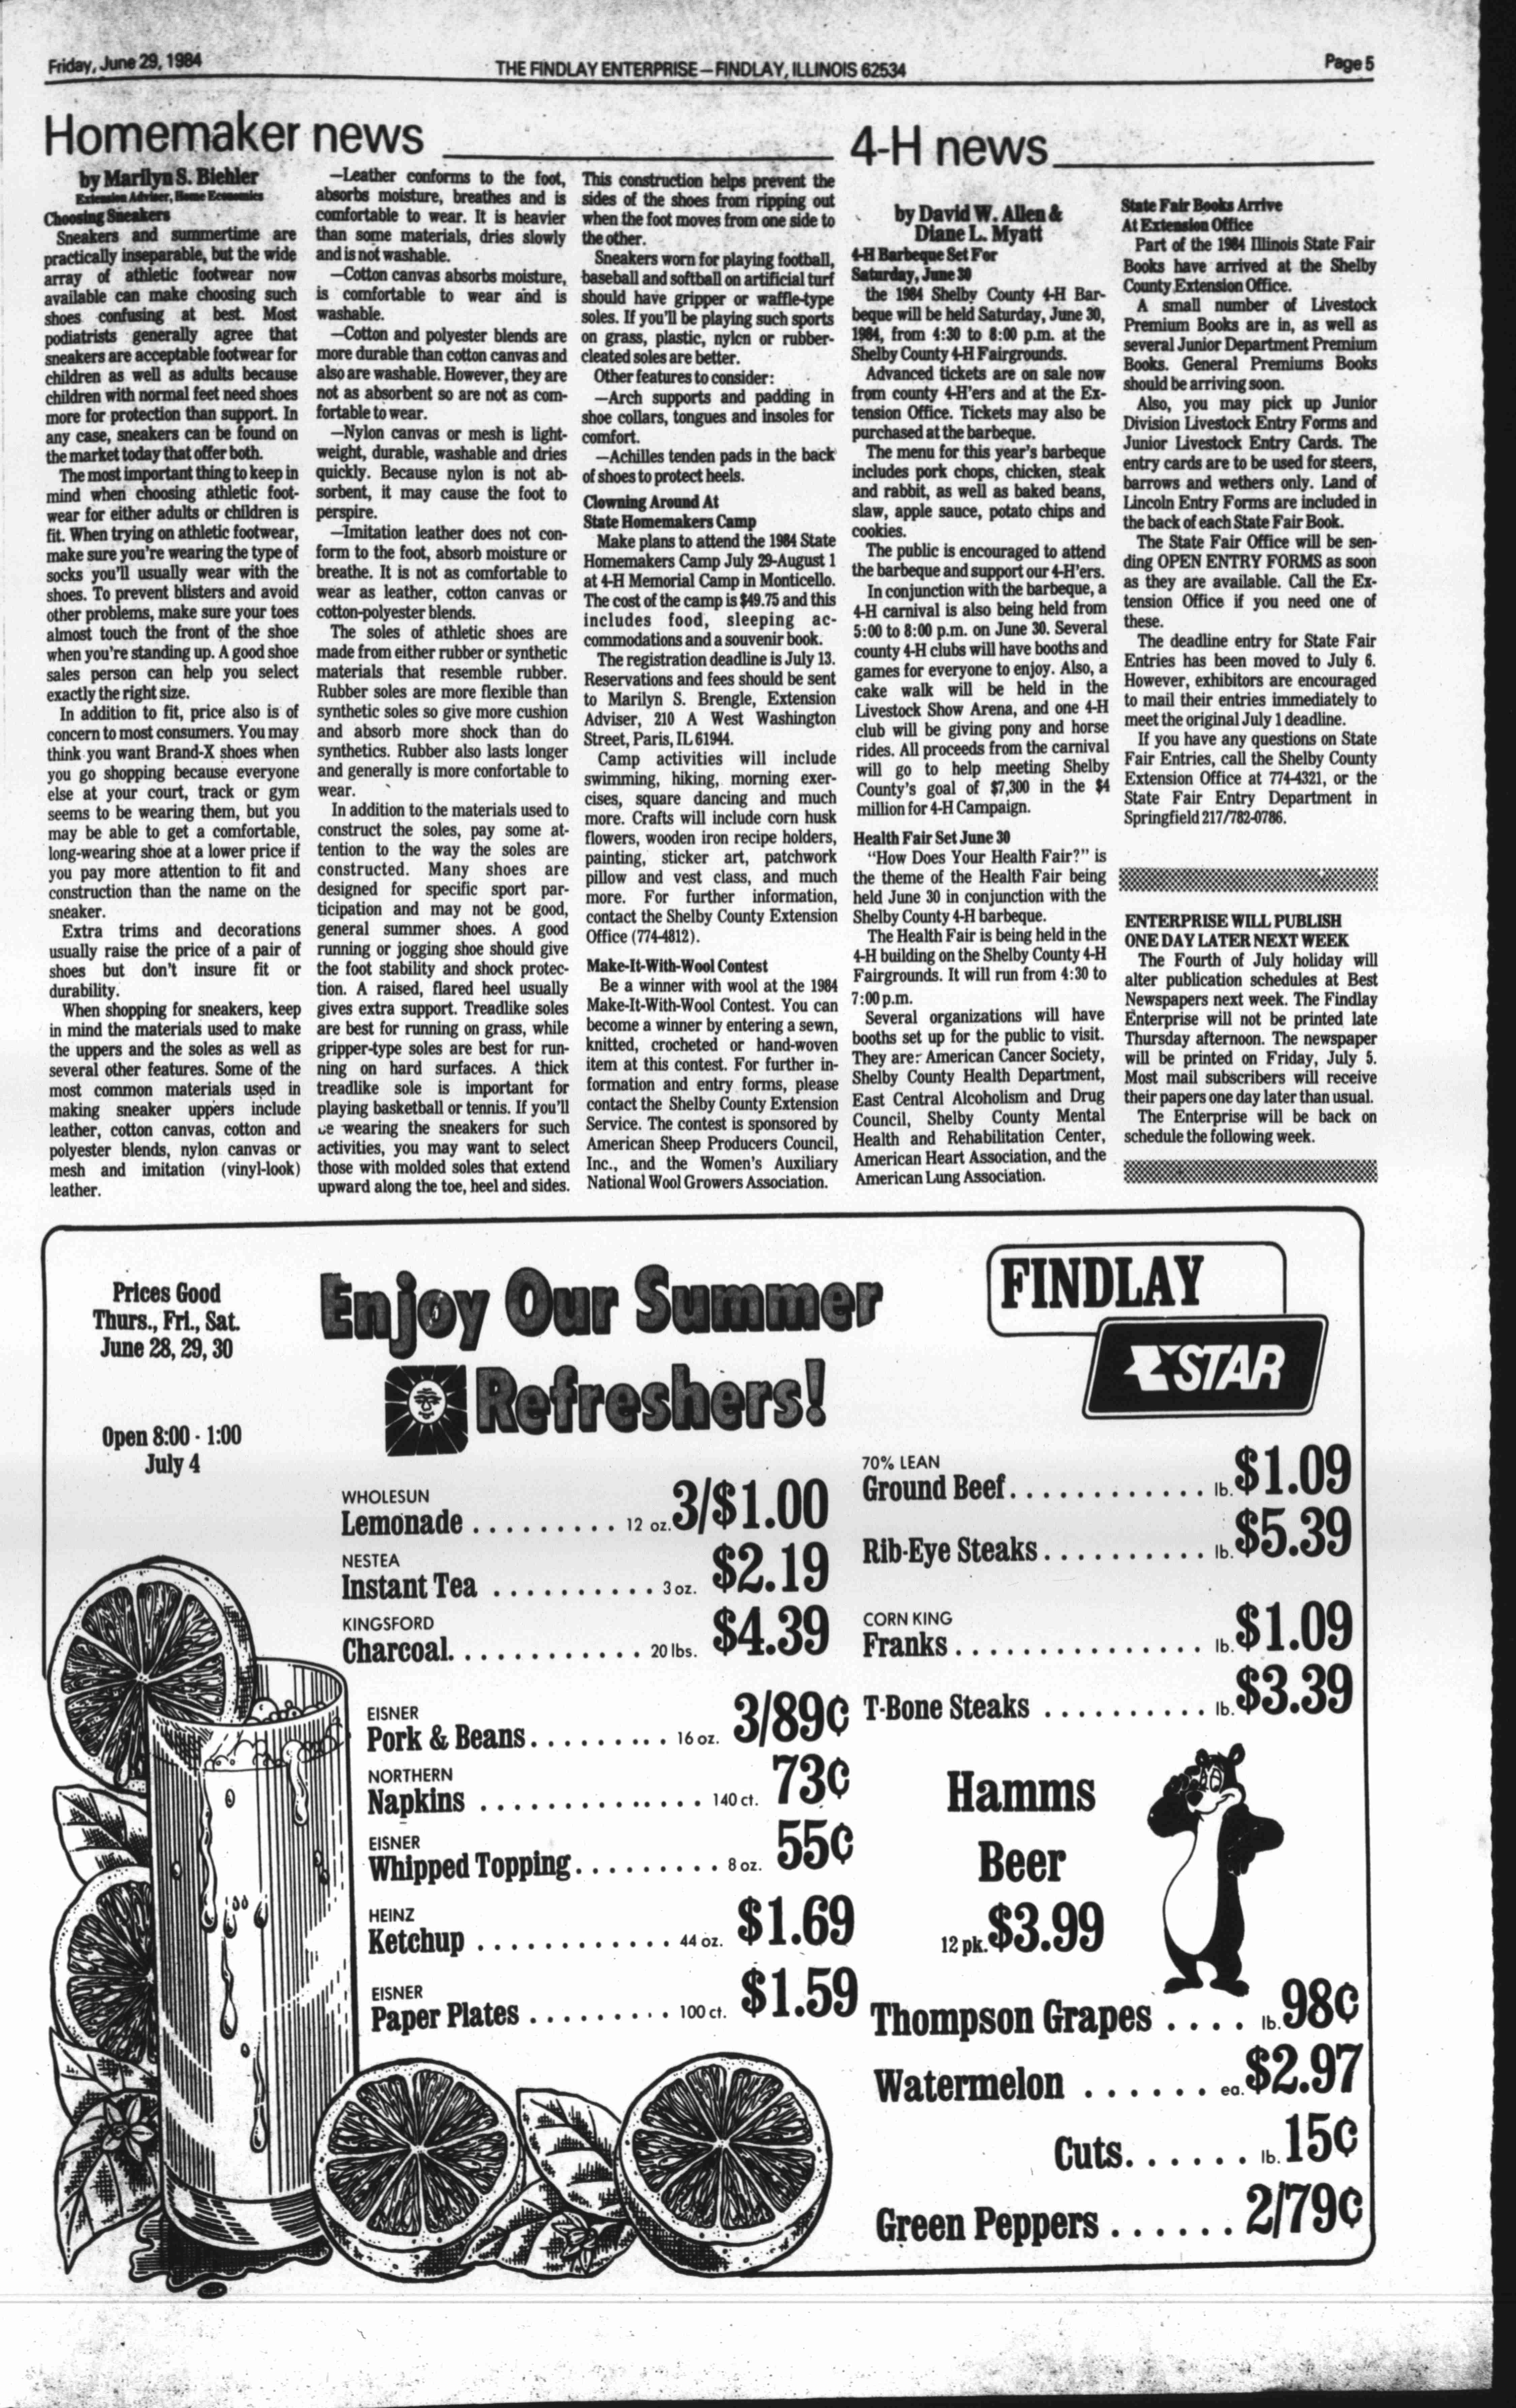 Friday, June 29, 1984
THE FINDLAY ENTERPRISE—FINDLAY, ILLINOIS 62534
Page 5
Homemaker news
by Marilyn S. Biehler
Extension Adviser, Home Economics
Choosing Sneakers
Sneakers and summertime are
practically inseparable, but the wide
array of athletic footwear now
available can make choosing such
shoes confusing at best. Most
podiatrists generally agree that
sneakers are acceptable footwear for
children as well as adults because
children with normal feet need shoes
more for protection than support. In
any case, sneakers can be found on
the market today that offer both.
The most important thing to keep in
mind when choosing athletic foot-
wear for either adults or children is
fit. When trying on athletic footwear,
make sure you're wearing the type of
socks you'll usually wear with the
shoes. To prevent blisters and avoid
other problems, make sure your toes
almost touch the front of the shoe
when you're standing up. A good shoe
sales person can help you select
exactly the right size.
In addition to fit, price also is of
concern to most consumers. You may
think you want Brand-X shoes when
you go shopping because everyone
else at your court, track or gym
seems to be wearing them, but you
may be able to get a comfortable,
long-wearing shoe at a lower price if
you pay more attention to fit and
construction than the name on the
sneaker.
Extra trims and decorations
usually raise the price of a pair of
shoes but don't insure fit or
durability.
When shopping for sneakers, keep
in mind the materials used to make
the uppers and the soles as well as
several other features. Some of the
most common materials used in
making sneaker uppers include
leather, cotton canvas, cotton and
polyester blends, nylon canvas or
mesh and imitation (vinyl-look)
leather.
—Leather conforms to the foot,
absorbs moisture, breathes and is
comfortable to wear. It is heavier
than some materials, dries slowly
and is not washable.
—Cotton canvas absorbs moisture,
is comfortable to wear and is
washable.
—Cotton and polyester blends are
more durable than cotton canvas and
also are washable. However, they are
not as absorbent so are not as com-
fortable to wear.
—Nylon canvas or mesh is light-
weight, durable, washable and dries
quickly. Because nylon is not ab-
sorbent, it may cause the foot to
perspire.
—Imitation leather does not con-
form to the foot, absorb moisture or
breathe. It is not as comfortable to
wear as leather, cotton canvas or
cotton-polyester blends.
The soles of athletic shoes are
made from either rubber or synthetic
materials that resemble rubber.
Rubber soles are more flexible than
synthetic soles so give more cushion
and absorb more shock than do
synthetics. Rubber also lasts longer
and generally is more confortable to
wear.
In addition to the materials used to
construct the soles, pay some at-
tention to the way the soles are
constructed. Many shoes are
designed for specific sport par-
ticipation and may not be good,
general summer shoes. A good
running or jogging shoe should give
the foot stability and shock protec-
tion. A raised, flared heel usually
gives extra support. Treadlike soles
are best for running on grass, while
gripper-type soles are best for run-
ning on hard surfaces. A thick
treadlike sole is important for
playing basketball or tennis. If you'll
be wearing the sneakers for such
activities, you may want to select
those with molded soles that extend
upward along the toe, heel and sides.
This construction helps prevent the
sides of the shoes from ripping out
when the foot moves from one side to
the other.
Sneakers worn for playing football,
baseball and softball on artificial turf
should have gripper or waffle-type
soles. If you'll be playing such sports
on grass, plastic, nylon or rubber-
cleated soles are better.
Other features to consider:
—Arch supports and padding in
shoe collars, tongues and insoles for
comfort.
—Achilles tenden pads in the back
of shoes to protect heels.
Clowning Around At
State Homemakers Camp
Make plans to attend the 1984 State
Homemakers Camp July 29-August 1
at 4-H Memorial Camp in Monticello.
The cost of the camp is $49.75 and this
includes food, sleeping ac-
commodations and a souvenir book.
The registration deadline is July 13.
Reservations and fees should be sent
to Marilyn S. Brengle, Extension
Adviser, 210 A West Washington
Street, Paris, IL 61944.
Camp activities will include
swimming, hiking, morning exer-
cises, square dancing and much
more. Crafts will include corn husk
flowers, wooden iron recipe holders,
painting, sticker art, patchwork
pillow and vest class, and much
more. For further information,
contact the Shelby County Extension
Office (774-4812).
Make-It-With-Wool Contest
Be a winner with wool at the 1984
Make-It-With-Wool Contest. You can
become a winner by entering a sewn,
knitted, crocheted or hand-woven
item at this contest. For further in-
formation and entry forms, please
contact the Shelby County Extension
Service. The contest is sponsored by
American Sheep Producers Council,
Inc., and the Women's Auxiliary
National Wool Growers Association.
4-H news
by David W. Allen &
Diane L. Myatt
4-H Barbeque Set For
Saturday, June 30
the 1984 Shelby County 4-H Bar-
beque will be held Saturday, June 30,
1984, from 4:30 to 8:00 p.m. at the
Shelby County 4-H Fairgrounds.
Advanced tickets are on sale now
from county 4-H'ers and at the Ex-
tension Office. Tickets may also be
purchased at the barbeque.
The menu for this year's barbeque
includes pork chops, chicken, steak
and rabbit, as well as baked beans,
slaw, apple sauce, potato chips and
cookies.
The public is encouraged to attend
the barbeque and support our 4-H'ers.
In conjunction with the barbeque, a
4-H carnival is also being held from
5:00 to 8:00 p.m. on June 30. Several
county 4-H clubs will have booths and
games for everyone to enjoy. Also, a
cake walk will be held in the
Livestock Show Arena, and one 4-H
club will be giving pony and horse
rides. All proceeds from the carnival
will go to help meeting Shelby
County's goal of $7,300 in the $4
million for 4-H Campaign.
Health Fair Set June 30
"How Does Your Health Fair?" is
the theme of the Health Fair being
held June 30 in conjunction with the
Shelby County 4-H barbeque.
The Health Fair is being held in the
4-H building on the Shelby County 4-H
Fairgrounds. It will run from 4:30 to
7:00 p.m.
Several organizations will have
booths set up for the public to visit.
They are: American Cancer Society,
Shelby County Health Department,
East Central Alcoholism and Drug
Council, Shelby County Mental
Health and Rehabilitation Center,
American Heart Association, and the
American Lung Association.
State Fair Books Arrive
At Extension Office
Part of the 1984 Illinois State Fair
Books have arrived at the Shelby
County Extension Office.
A small number of Livestock
Premium Books are in, as well as
several Junior Department Premium
Books. General Premiums Books
should be arriving soon.
Also, you may pick up Junior
Division Livestock Entry Forms and
Junior Livestock Entry Cards. The
entry cards are to be used for steers,
barrows and wethers only. Land of
Lincoln Entry Forms are included in
the back of each State Fair Book.
The State Fair Office will be sen-
ding OPEN ENTRY FORMS as soon
as they are available. Call the Ex-
tension Office if you need one of
these.
The deadline entry for State Fair
Entries has been moved to July 6.
However, exhibitors are encouraged
to mail their entries immediately to
meet the original July 1 deadline.
If you have any questions on State
Fair Entries, call the Shelby County
Extension Office at 774-4321, or the
State Fair Entry Department in
Springfield 217/782-0786.
ENTERPRISE WILL PUBLISH
ONE DAY LATER NEXT WEEK
The Fourth of July holiday will
alter publication schedules at Best
Newspapers next week. The Findlay
Enterprise will not be printed late
Thursday afternoon. The newspaper
will be printed on Friday, July 5.
Most mail subscribers will receive
their papers one day later than usual.
The Enterprise will be back on
schedule the following week.
Prices Good
Thurs., Fri., Sat.
June 28, 29, 30
Open 8:00 - 1:00
July 4
Enjoy Our Summer
Refreshers!
FINDLAY
STAR
WHOLESUN
Lemonade ......... 12 oz. 3/$1.00
NESTEA
Instant Tea .......... 3 oz. $2.19
KINGSFORD
Charcoal............ 20 lbs. $4.39
EISNER
Pork & Beans......... 16 oz. 3/89¢
NORTHERN
Napkins .............. 140 ct. 73¢
EISNER
Whipped Topping......... 8 oz. 55¢
HEINZ
Ketchup ............ 44 oz. $1.69
EISNER
Paper Plates ......... 100 ct. $1.59
70% LEAN
Ground Beef............ lb. $1.09
Rib-Eye Steaks.......... lb. $5.39
CORN KING
Franks............... lb. $1.09
T-Bone Steaks .......... lb. $3.39
Hamms
Beer
12 pk. $3.99
Thompson Grapes .... lb. 98¢
Watermelon ...... ea. $2.97
Cuts...... lb. 15¢
Green Peppers...... 2/79¢